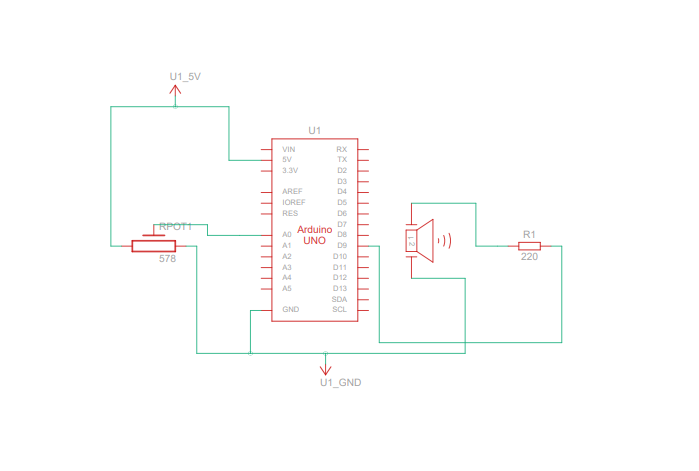 U1_5V
U1
VIN RX
5V TX
3.3V D2
D3
AREF D4
IOREF D5
RES D6
D7
RPOT1
A0 D8
Arduino
UNO
A1 D9
A2 D10
A3 D11
A4 D12
A5 D13
SDA
GND SCL
578
1 2
R1
220
U1_GND